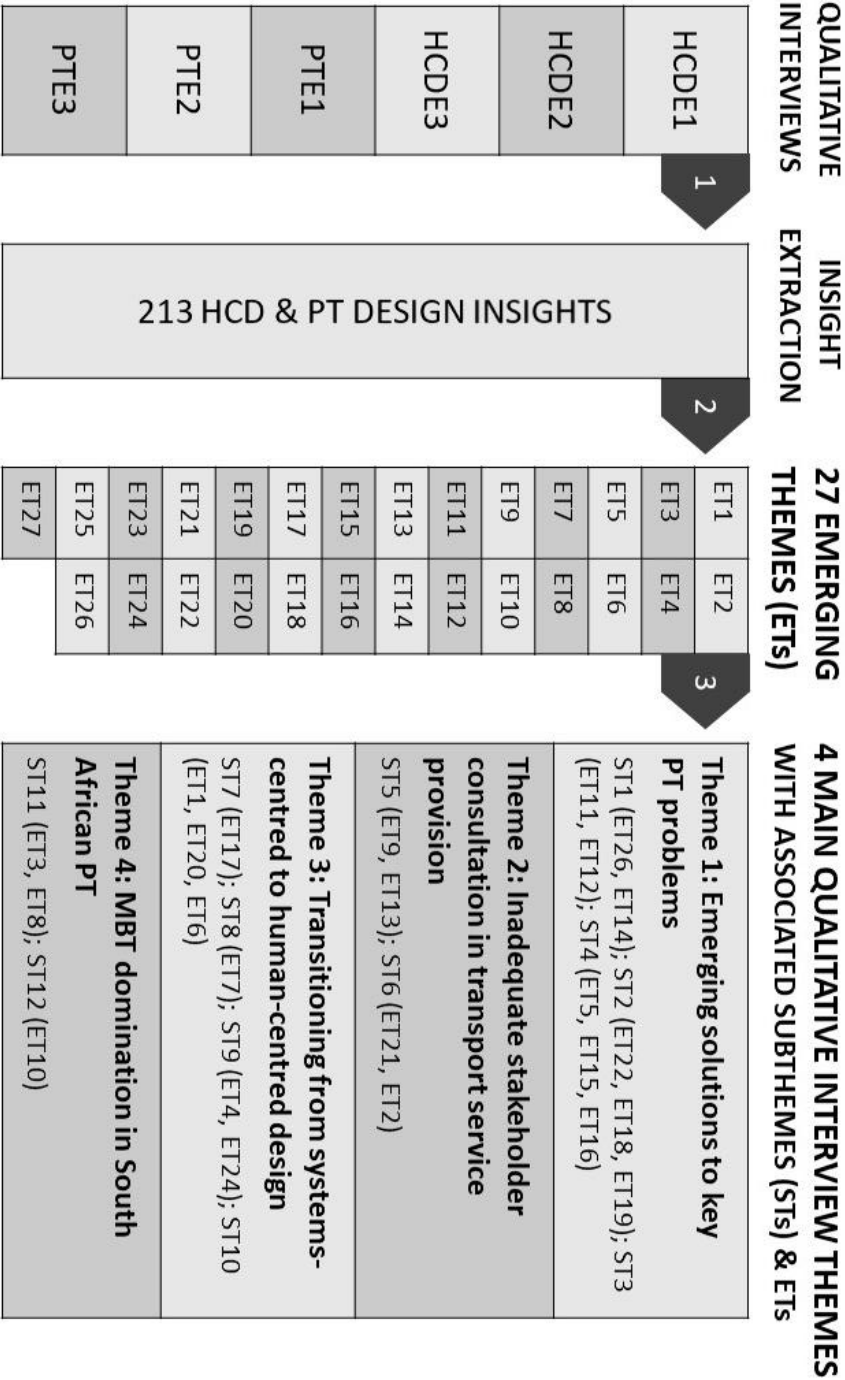 QUALITATIVE
INTERVIEWS
HCDE1
HCDE2
HCDE3
PTE1
PTE2
PTE3
1
INSIGHT
EXTRACTION
213 HCD & PT DESIGN INSIGHTS
2
27 EMERGING
THEMES (ETs)
ET1 ET2
ET3 ET4
ET5 ET6
ET7 ET8
ET9 ET10
ET11 ET12
ET13 ET14
ET15 ET16
ET17 ET18
ET19 ET20
ET21 ET22
ET23 ET24
ET25 ET26
ET27
3
4 MAIN QUALITATIVE INTERVIEW THEMES
WITH ASSOCIATED SUBTHEMES (STs) & ETs
Theme 1: Emerging solutions to key
PT problems
ST1 (ET26, ET14); ST2 (ET22, ET18, ET19); ST3
(ET11, ET12); ST4 (ET5, ET15, ET16)
Theme 2: Inadequate stakeholder
consultation in transport service
provision
ST5 (ET9, ET13); ST6 (ET21, ET2)
Theme 3: Transitioning from systems-
centred to human-centred design
ST7 (ET17); ST8 (ET7); ST9 (ET4, ET24); ST10
(ET1, ET20, ET6)
Theme 4: MBT domination in South
African PT
ST11 (ET3, ET8); ST12 (ET10)